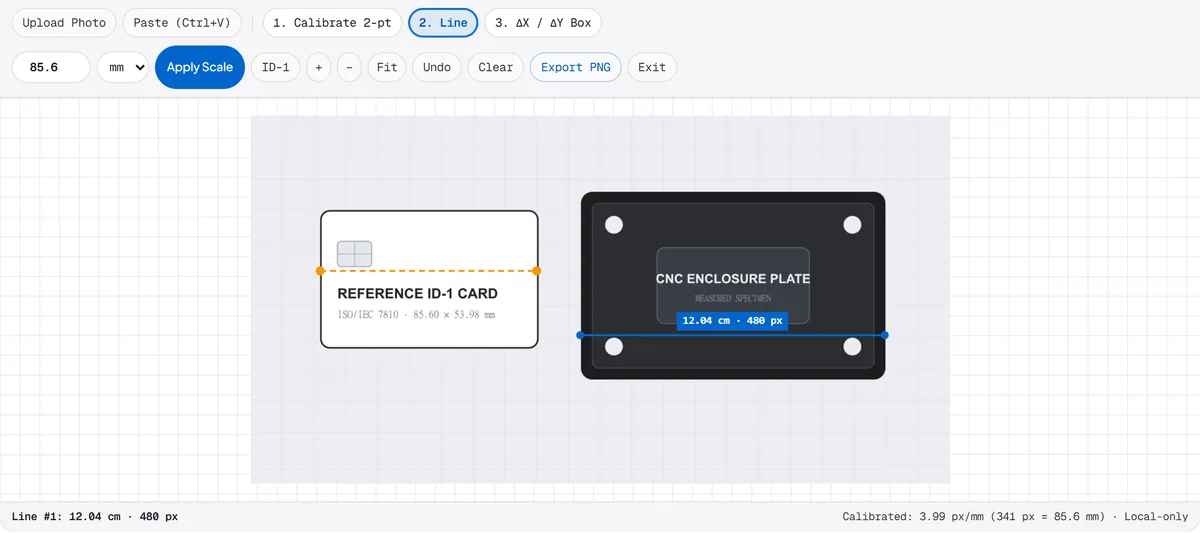 Upload Photo Paste (Ctrl+V) 1. Calibrate 2-pt 2. Line 3. ΔX / ΔY Box
85.6 mm Apply Scale ID-1 + − Fit Undo Clear Export PNG Exit
REFERENCE ID-1 CARD
ISO/IEC 7810 · 85.60 × 53.98 mm
CNC ENCLOSURE PLATE
MEASURED SPECIMEN
12.04 cm · 480 px
Line #1: 12.04 cm · 480 px
Calibrated: 3.99 px/mm (341 px = 85.6 mm) · Local-only